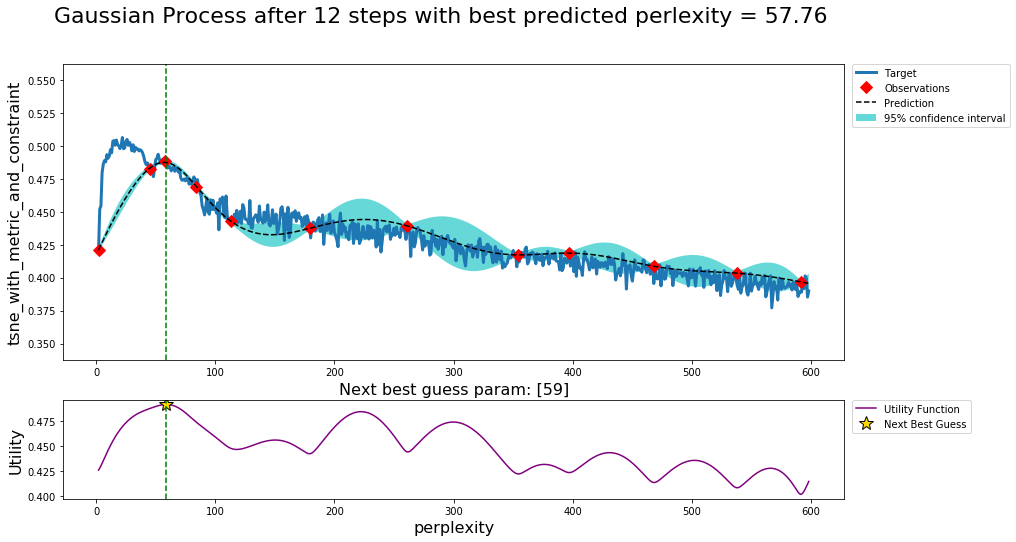 Gaussian Process after 12 steps with best predicted perlexity = 57.76
tsne_with_metric_and_constraint
0.550
0.525
0.500
0.475
0.450
0.425
0.400
0.375
0.350
0 100 200 300 400 500 600
Target
Observations
Prediction
95% confidence interval
Next best guess param: [59]
Utility
0.475
0.450
0.425
0.400
0 100 200 300 400 500 600
perplexity
Utility Function
Next Best Guess